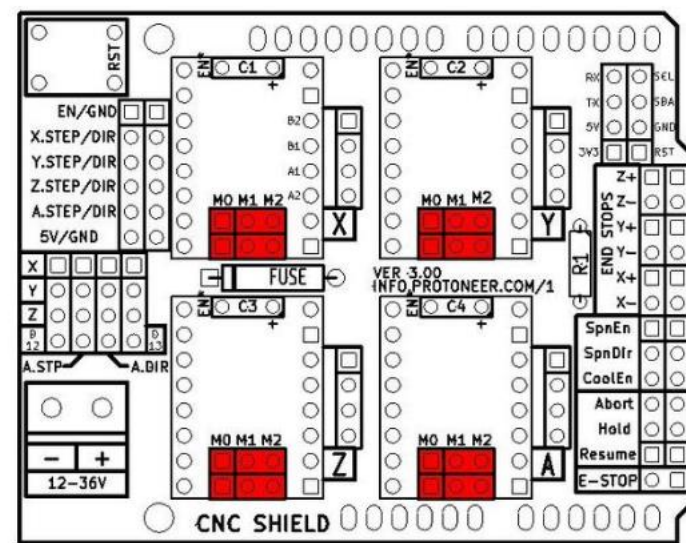 RST
EN/GND
X.STEP/DIR
Y.STEP/DIR
Z.STEP/DIR
A.STEP/DIR
5V/GND
X
Y
Z
D
12
D
13
A.STP
A.DIR
- +
12-36V
EN*
C1
+
B2
B1
A1
A2
M0 M1 M2
X
EN*
C2
+
M0 M1 M2
Y
FUSE
VER 3.00
INFO.PROTONEER.COM/1
R1
EN*
C3
+
M0 M1 M2
Z
EN*
C4
+
M0 M1 M2
A
CNC SHIELD
RX SCL
TX SDA
5V GND
3V3 RST
END STOPS
Z+
Z-
Y+
Y-
X+
X-
SpnEn
SpnDir
CoolEn
Abort
Hold
Resume
E-STOP